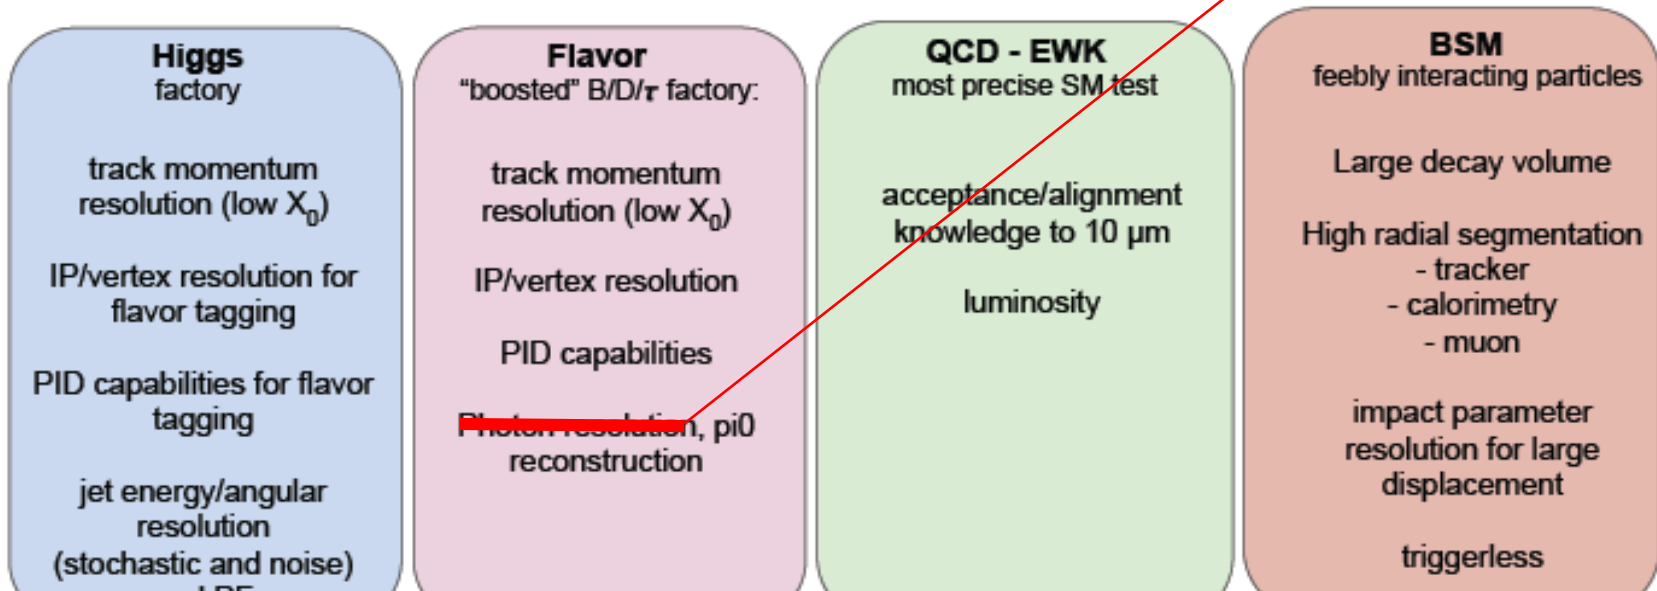 Higgs
factory
track momentum
resolution (low X0)
IP/vertex resolution for
flavor tagging
PID capabilities for flavor
tagging
jet energy/angular
resolution
(stochastic and noise)
Flavor
“boosted” B/D/τ factory:
track momentum
resolution (low X0)
IP/vertex resolution
PID capabilities
Photon resolution, pi0
reconstruction
QCD - EWK
most precise SM test
acceptance/alignment
knowledge to 10 μm
luminosity
BSM
feebly interacting particles
Large decay volume
High radial segmentation
- tracker
- calorimetry
- muon
impact parameter
resolution for large
displacement
triggerless